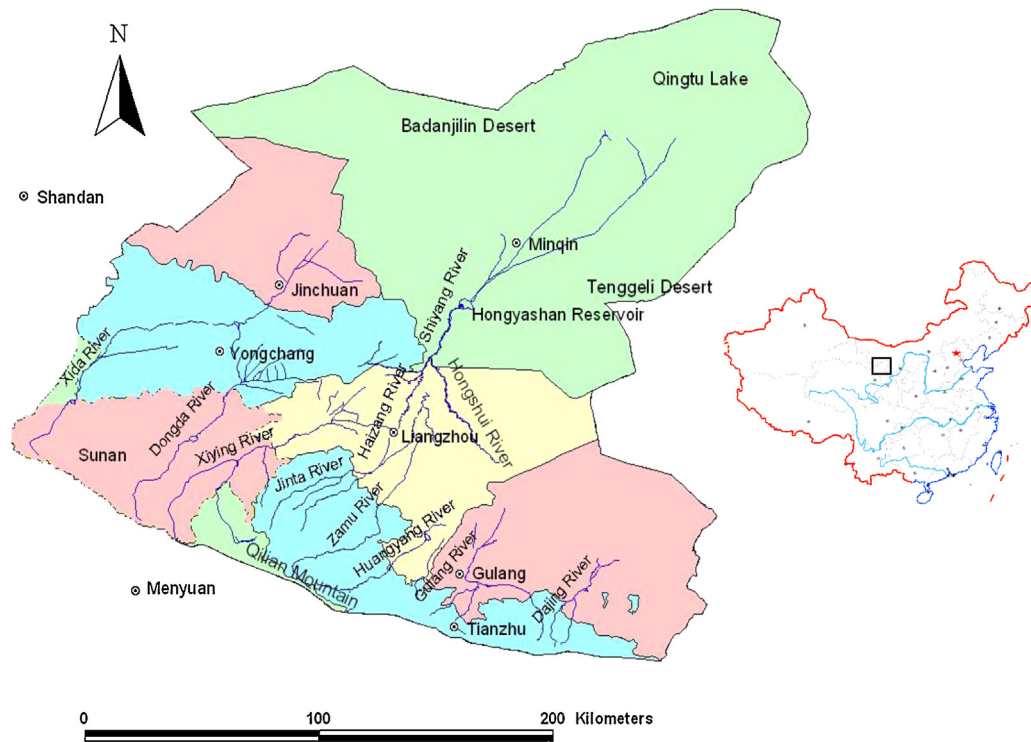 N
Qingtu Lake
Badanjilin Desert
Shandan
Minqin
Jinchuan
Shiyang River
Tenggeli Desert
Hongyashan Reservoir
Xida River
Yongchang
Dongda River
Haizang River
Hongshui River
Liangzhou
Sunan
Xiying River
Jinta River
Zamu River
Huangyang River
Gulang River
Qilian Mountain
Gulang
Dajing River
Menyuan
Tianzhu
0
100
200 Kilometers